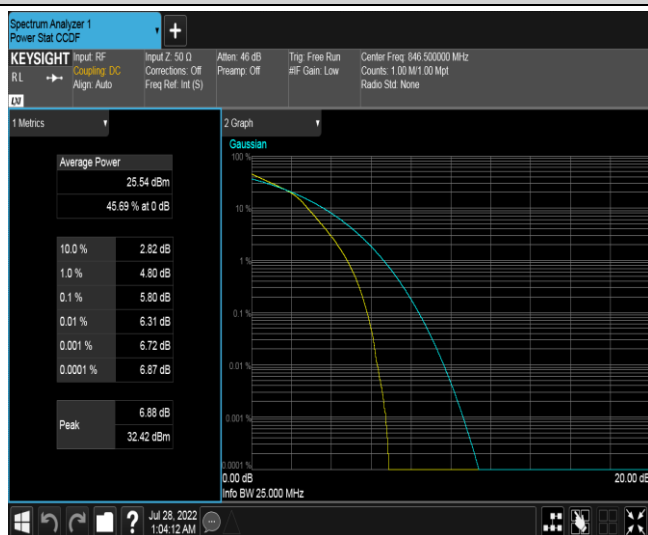 Spectrum Analyzer 1
Power Stat CCDF
+
KEYSIGHT
RL
LXI
Input: RF
Coupling: DC
Align: Auto
Input Z: 50 Ω
Corrections: Off
Freq Ref: Int (S)
Atten: 46 dB
Preamp: Off
Trig: Free Run
#IF Gain: Low
Center Freq: 846.500000 MHz
Counts: 1.00 M/1.00 Mpt
Radio Std: None
1 Metrics
Average Power
25.54 dBm
45.69 % at 0 dB
10.0 % 2.82 dB
1.0 % 4.80 dB
0.1 % 5.80 dB
0.01 % 6.31 dB
0.001 % 6.72 dB
0.0001 % 6.87 dB
Peak
6.88 dB
32.42 dBm
2 Graph
Gaussian
100 %
10 %
1 %
0.1 %
0.01 %
0.001 %
0.0001 %
0.00 dB 20.00 dB
Info BW 25.000 MHz
?
Jul 28, 2022
1:04:12 AM